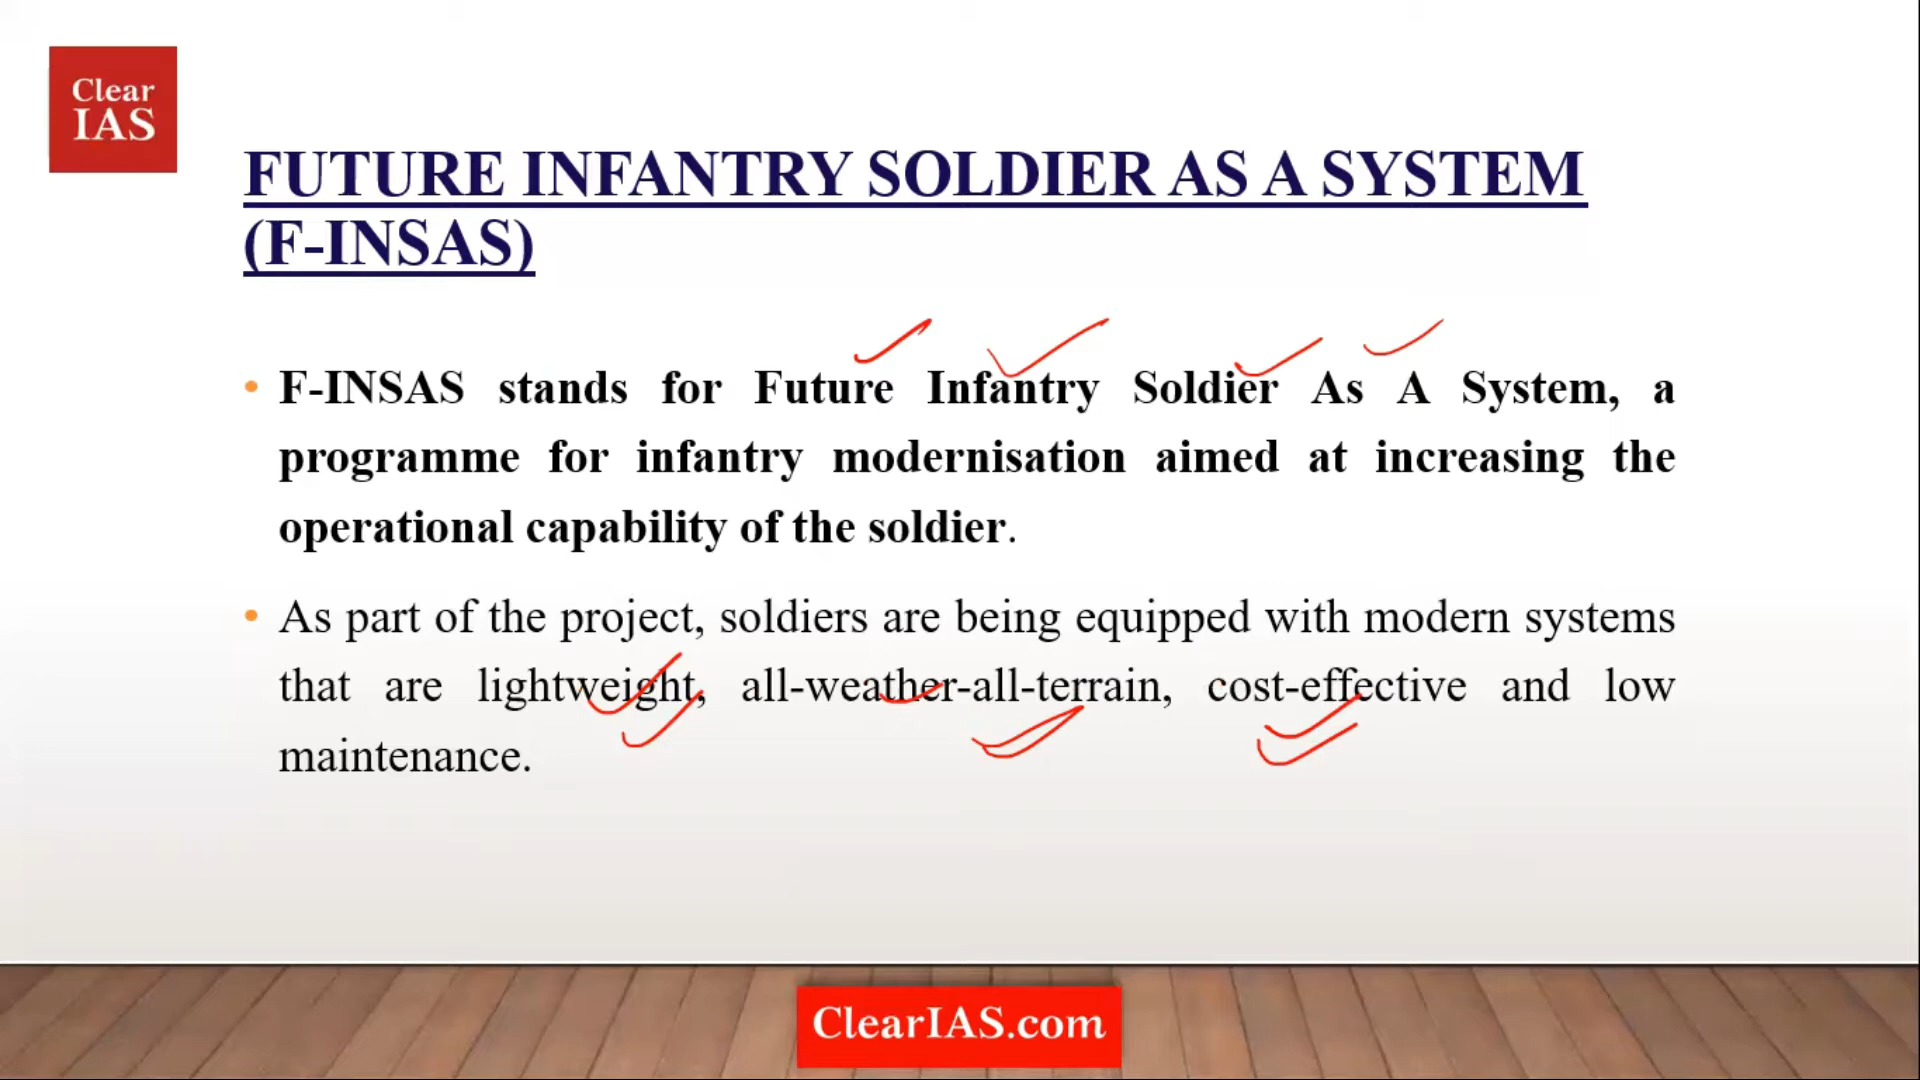 Clear
IAS
FUTURE INFANTRY SOLDIER AS A SYSTEM
(F-INSAS)
• F-INSAS stands for Future Infantry Soldier As A System, a
programme for infantry modernisation aimed at increasing the
operational capability of the soldier.
• As part of the project, soldiers are being equipped with modern systems
that are lightweight, all-weather-all-terrain, cost-effective and low
maintenance.
ClearIAS.com